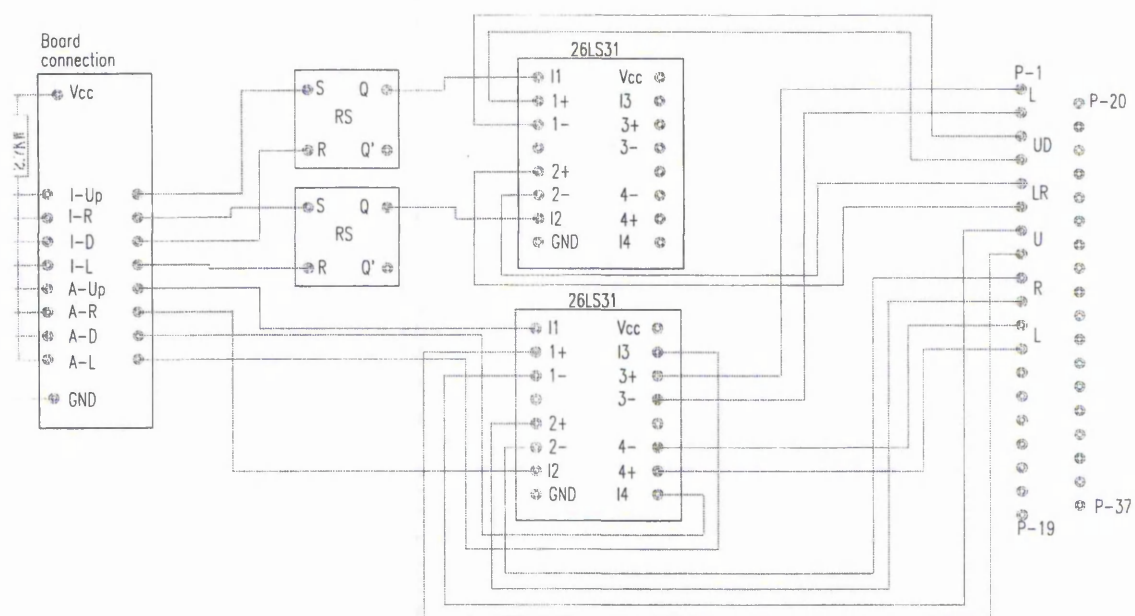 Board
connection
Vcc
2.7KW
I-Up
I-R
I-D
I-L
A-Up
A-R
A-D
A-L
GND
S Q
RS
R Q'
S Q
RS
R Q'
26LS31
I1 Vcc
1+ I3
1- 3+
3-
2+
2- 4-
I2 4+
GND I4
26LS31
I1 Vcc
1+ I3
1- 3+
3-
2+
2- 4-
I2 4+
GND I4
P-1
L
UD
LR
U
R
L
P-19
P-20
P-37